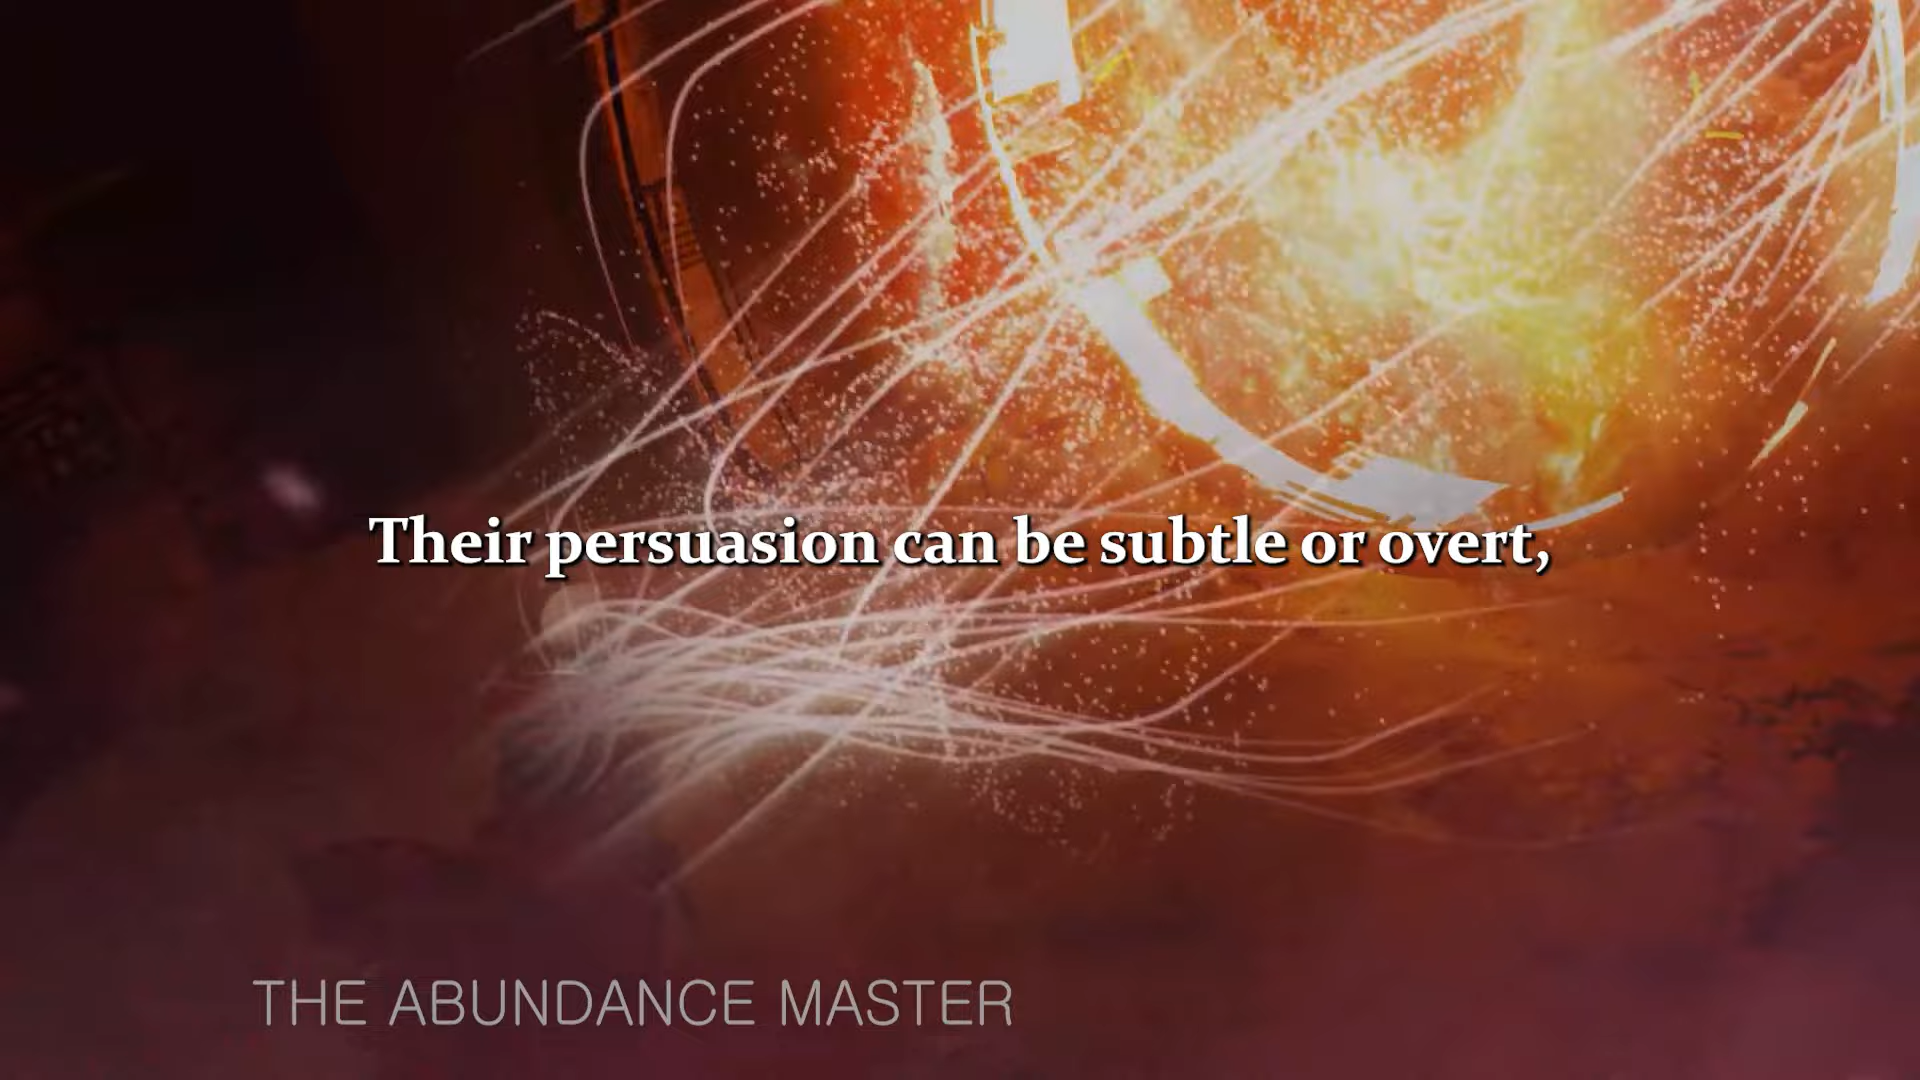 Their persuasion can be subtle or overt,
THE ABUNDANCE MASTER